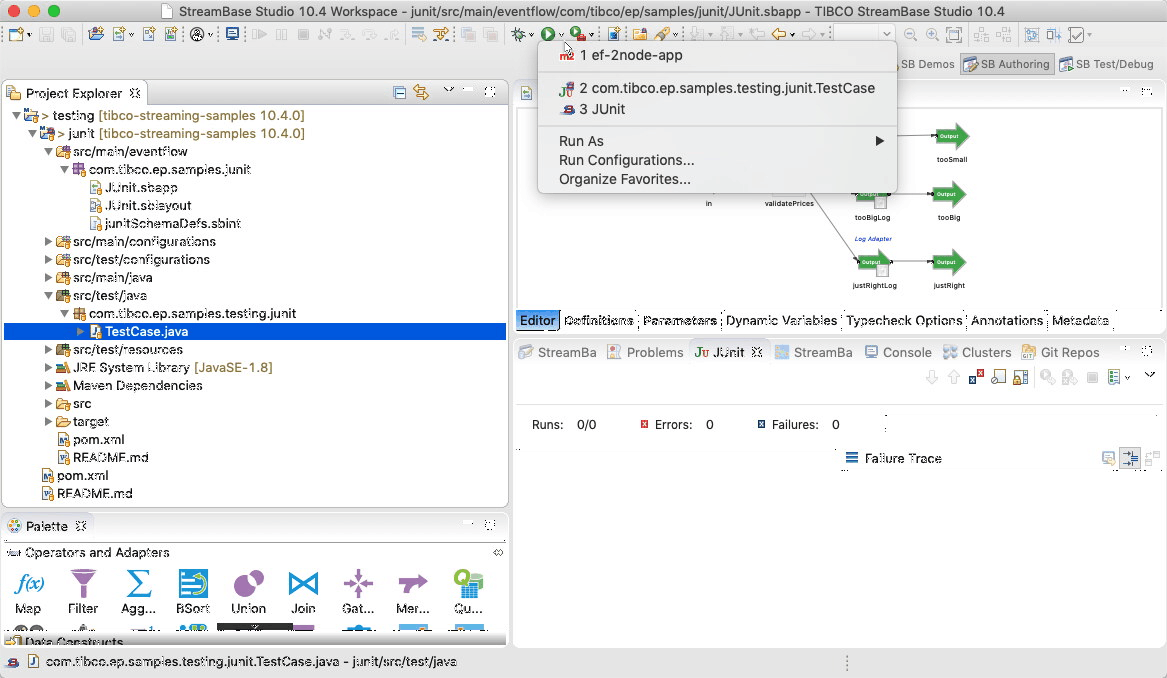 StreamBase Studio 10.4 Workspace - junit/src/main/eventflow/com/tibco/ep/samples/junit/JUnit.sbapp - TIBCO StreamBase Studio 10.4
SB Demos
SB Authoring
SB Test/Debug
m2 1 ef-2node-app
2 com.tibco.ep.samples.testing.junit.TestCase
3 JUnit
Run As
Run Configurations...
Organize Favorites...
Project Explorer
> testing [tibco-streaming-samples 10.4.0]
> junit [tibco-streaming-samples 10.4.0]
src/main/eventflow
com.tibco.ep.samples.junit
JUnit.sbapp
JUnit.sblayout
junitSchemaDefs.sbint
src/main/configurations
src/test/configurations
src/main/java
src/test/java
com.tibco.ep.samples.testing.junit
TestCase.java
src/test/resources
JRE System Library [JavaSE-1.8]
Maven Dependencies
src
target
pom.xml
README.md
pom.xml
README.md
Output
tooSmall
in
validatePrices
Output
Output
tooBigLog
tooBig
Log Adapter
Output
Output
justRightLog
justRight
Editor Definitions Parameters Dynamic Variables Typecheck Options Annotations Metadata
StreamBa Problems JU JUnit StreamBa Console Clusters Git Repos
Runs: 0/0 Errors: 0 Failures: 0
Failure Trace
Palette
Operators and Adapters
f(x)
Map Filter Agg... BSort Union Join Gat... Mer... Qu...
Data Constructs
com.tibco.ep.samples.testing.junit.TestCase.java - junit/src/test/java